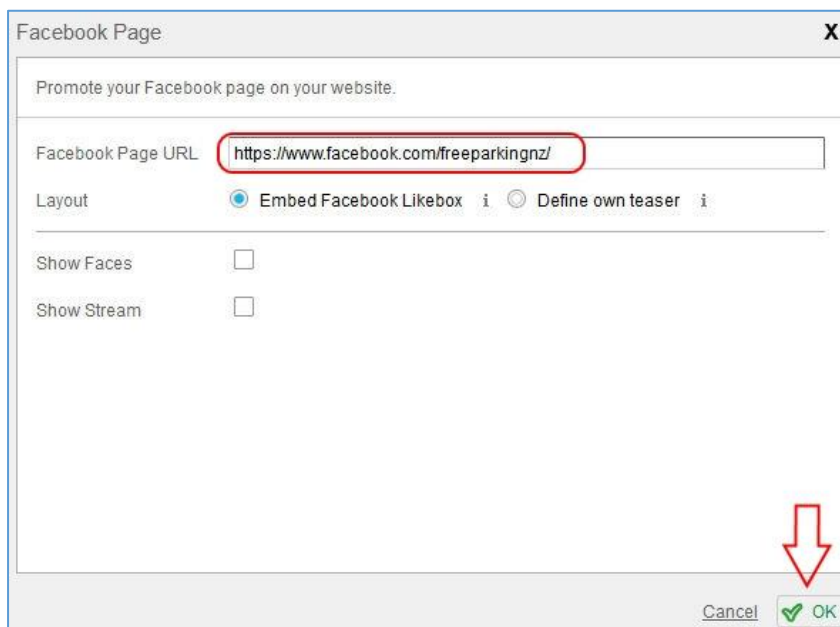 Facebook Page X
Promote your Facebook page on your website.
Facebook Page URL https://www.facebook.com/freeparkingnz/
Layout Embed Facebook Likebox i Define own teaser i
Show Faces
Show Stream
Cancel OK